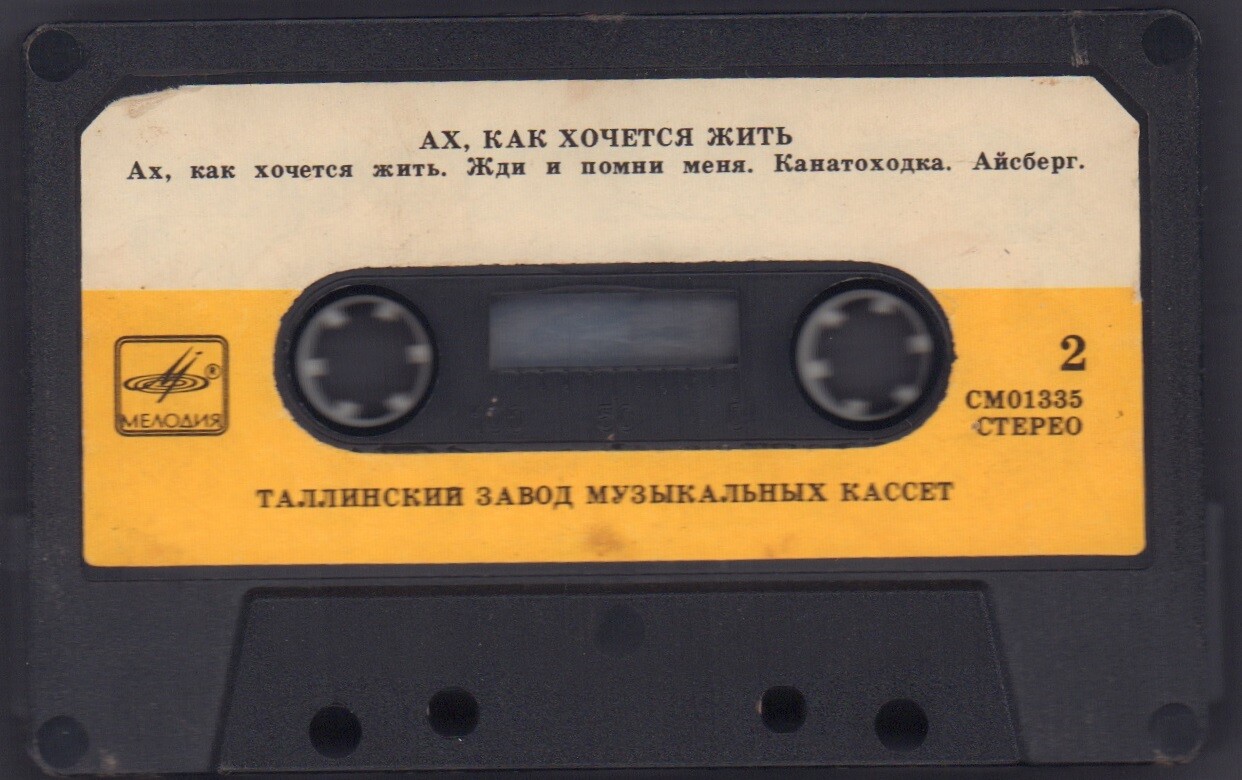 АХ, КАК ХОЧЕТСЯ ЖИТЬ
Ах, как хочется жить. Жди и помни меня. Канатоходка. Айсберг.
®
МЕЛОДИЯ
2
СМ01335
СТЕРЕО
ТАЛЛИНСКИЙ ЗАВОД МУЗЫКАЛЬНЫХ КАССЕТ